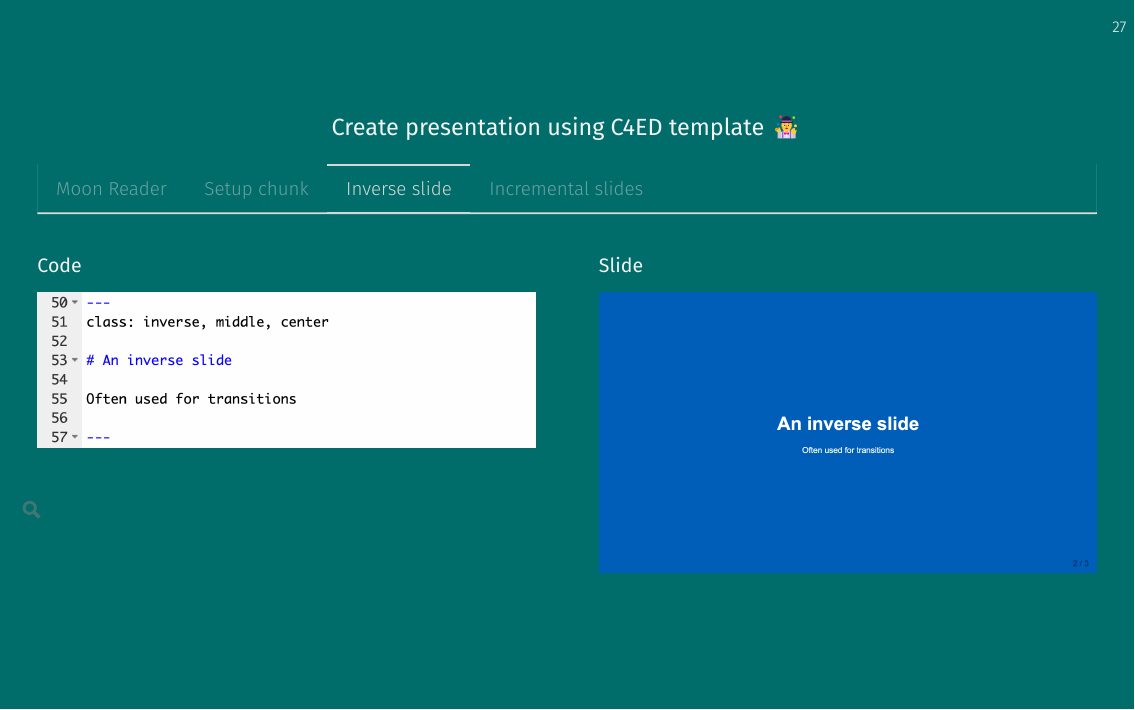 27
Create presentation using C4ED template
Moon Reader
Setup chunk
Inverse slide
Incremental slides
Code
50 ---
51 class: inverse, middle, center
52
53 # An inverse slide
54
55 Often used for transitions
56
57 ---
Slide
An inverse slide
Often used for transitions
2 / 3